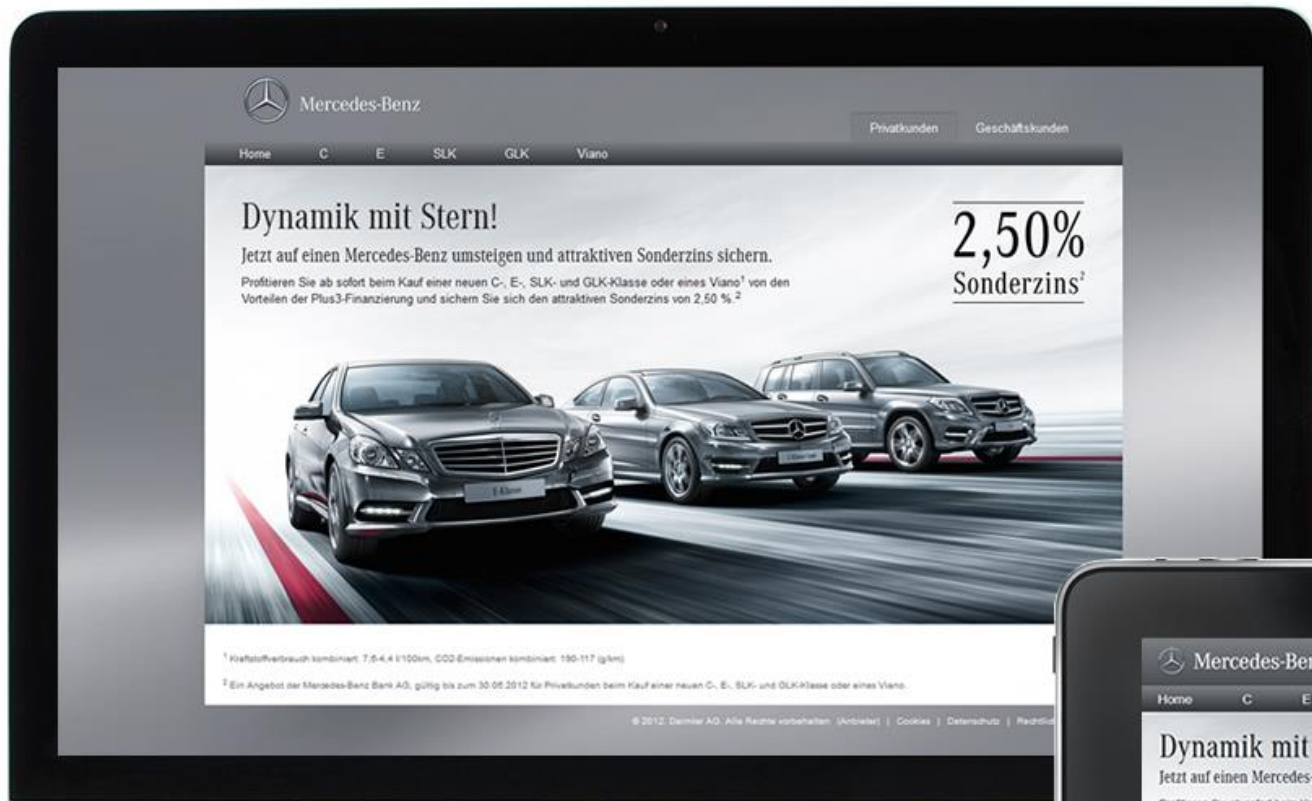 Mercedes-Benz
Privatkunden Geschäftskunden
Home C E SLK GLK Viano
Dynamik mit Stern!
Jetzt auf einen Mercedes-Benz umsteigen und attraktiven Sonderzins sichern.
Profitieren Sie ab sofort beim Kauf einer neuen C-, E-, SLK- und GLK-Klasse oder eines Viano¹ von den
Vorteilen der Plus3-Finanzierung und sichern Sie sich den attraktiven Sonderzins von 2,50 %.²
2,50%
Sonderzins²
E-Klasse
¹ Kraftstoffverbrauch kombiniert: 7,6-4,4 l/100km, CO2-Emissionen kombiniert: 190-117 (g/km)
² Ein Angebot der Mercedes-Benz Bank AG, gültig bis zum 30.06.2012 für Privatkunden beim Kauf einer neuen C-, E-, SLK- und GLK-Klasse oder eines Viano.
© 2012. Daimler AG. Alle Rechte vorbehalten (Anbieter) | Cookies | Datenschutz | Rechtlic
Mercedes-Ben
Home C E
Dynamik mit
Jetzt auf einen Mercedes-